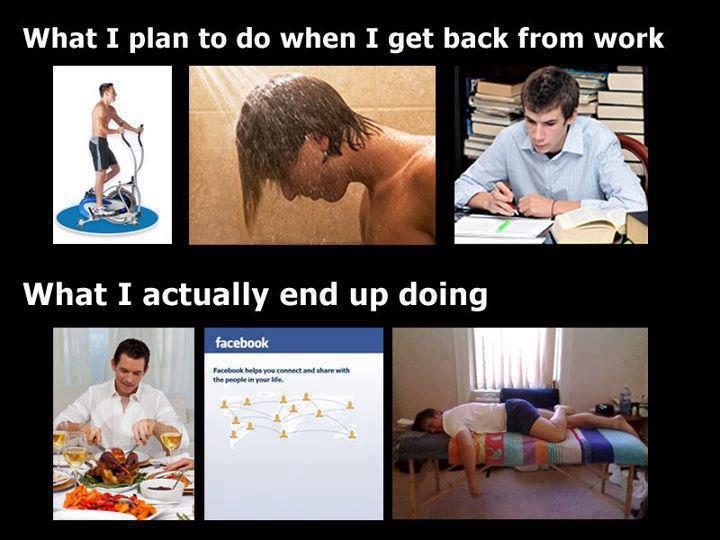 What I plan to do when I get back from work
What I actually end up doing
facebook
Facebook helps you connect and share with
the people in your life.